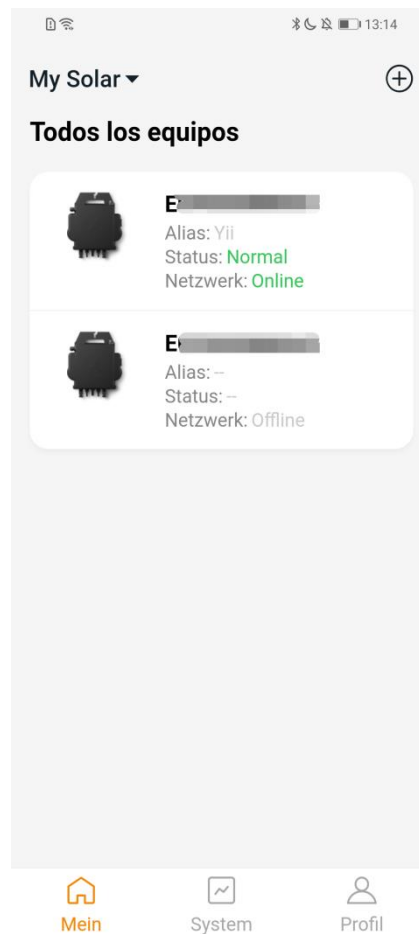 13:14
My Solar
Todos los equipos
E
Alias: Yii
Status: Normal
Netzwerk: Online
E
Alias: --
Status: --
Netzwerk: Offline
Mein
System
Profil